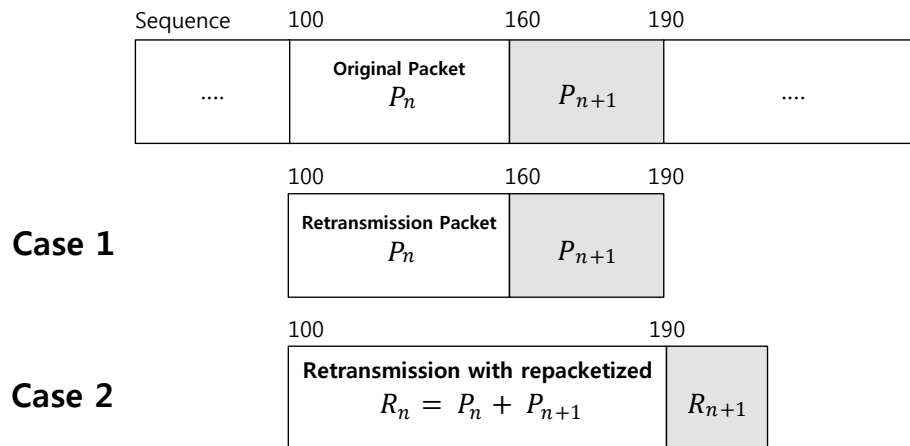 Sequence 100 160 190
Original Packet
.... P_n P_{n+1} ....
100 160 190
Case 1
Retransmission Packet
P_n P_{n+1}
100 190
Case 2
Retransmission with repacketized
R_n = P_n + P_{n+1} R_{n+1}